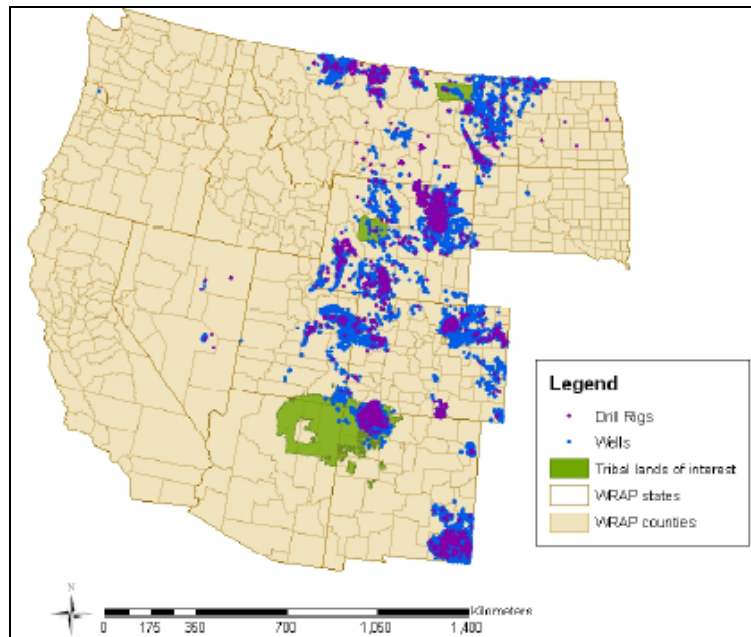 Legend
Drill Rigs
Wells
Tribal lands of interest
WRAP states
WRAP counties
N
Kilometers
0 175 350 700 1,050 1,400